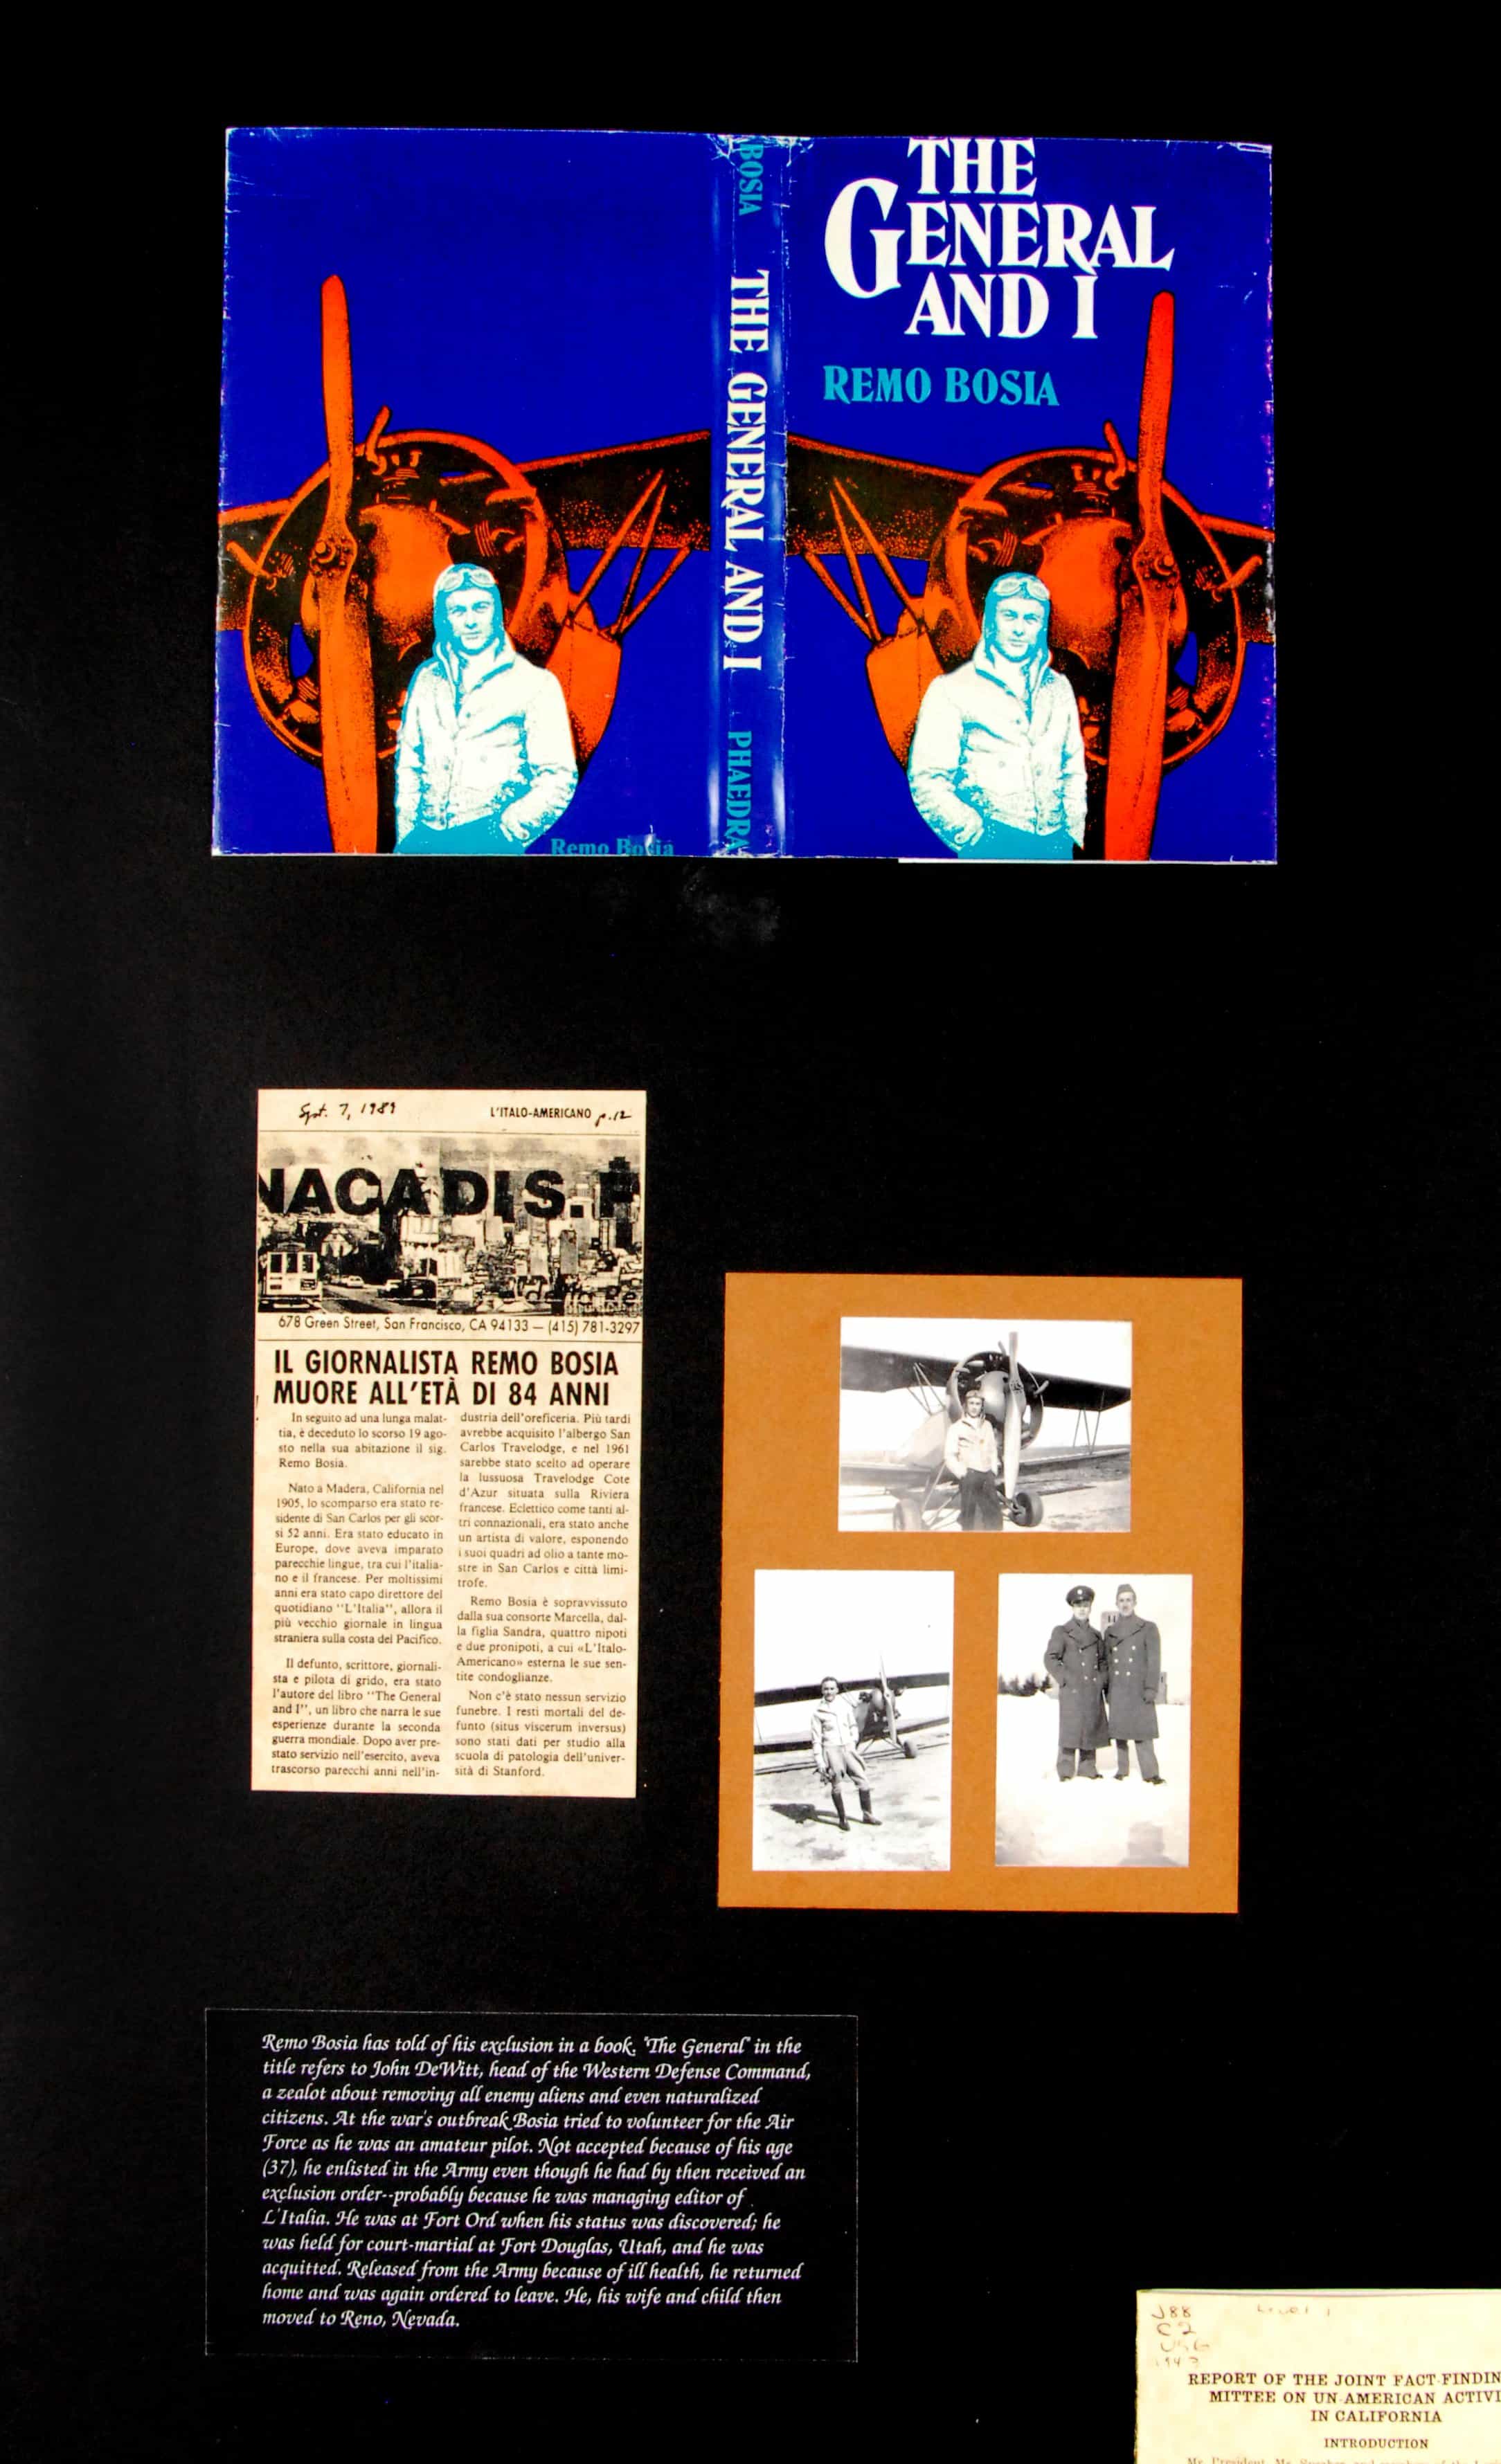 BOSIA THE GENERAL AND I PHAEDRA
THE
GENERAL
AND I
REMO BOSIA
Remo Bosia
Sept. 7, 1989 L'ITALO-AMERICANO p.12
NACA DI S.F
678 Green Street, San Francisco, CA 94133 — (415) 781-3297
IL GIORNALISTA REMO BOSIA
MUORE ALL'ETÀ DI 84 ANNI
In seguito ad una lunga malat-
tia, è deceduto lo scorso 19 ago-
sto nella sua abitazione il sig.
Remo Bosia.
Nato a Madera, California nel
1905, lo scomparso era stato re-
sidente di San Carlos per gli scor-
si 52 anni. Era stato educato in
Europe, dove aveva imparato
parecchie lingue, tra cui l'italia-
no e il francese. Per moltissimi
anni era stato capo direttore del
quotidiano "L'Italia", allora il
più vecchio giornale in lingua
straniera sulla costa del Pacifico.
Il defunto, scrittore, giornali-
sta e pilota di grido, era stato
l'autore del libro "The General
and I", un libro che narra le sue
esperienze durante la seconda
guerra mondiale. Dopo aver pre-
stato servizio nell'esercito, aveva
trascorso parecchi anni nell'in-
dustria dell'oreficeria. Più tardi
avrebbe acquisito l'albergo San
Carlos Travelodge, e nel 1961
sarebbe stato scelto ad operare
la lussuosa Travelodge Cote
d'Azur situata sulla Riviera
francese. Eclettico come tanti al-
tri connazionali, era stato anche
un artista di valore, esponendo
i suoi quadri ad olio a tante mo-
stre in San Carlos e città limi-
trofe.
Remo Bosia è sopravvissuto
dalla sua consorte Marcella, dal-
la figlia Sandra, quattro nipoti
e due pronipoti, a cui «L'Italo-
Americano» esterna le sue sen-
tite condoglianze.
Non c'è stato nessun servizio
funebre. I resti mortali del de-
funto (situs viscerum inversus)
sono stati dati per studio alla
scuola di patologia dell'univer-
sità di Stanford.
Remo Bosia has told of his exclusion in a book. 'The General' in the
title refers to John DeWitt, head of the Western Defense Command,
a zealot about removing all enemy aliens and even naturalized
citizens. At the war's outbreak Bosia tried to volunteer for the Air
Force as he was an amateur pilot. Not accepted because of his age
(37), he enlisted in the Army even though he had by then received an
exclusion order--probably because he was managing editor of
L'Italia. He was at Fort Ord when his status was discovered; he
was held for court-martial at Fort Douglas, Utah, and he was
acquitted. Released from the Army because of ill health, he returned
home and was again ordered to leave. He, his wife and child then
moved to Reno, Nevada.
J88
C2
1943
REPORT OF THE JOINT FACT-FINDIN
MITTEE ON UN-AMERICAN ACTIVI
IN CALIFORNIA
INTRODUCTION